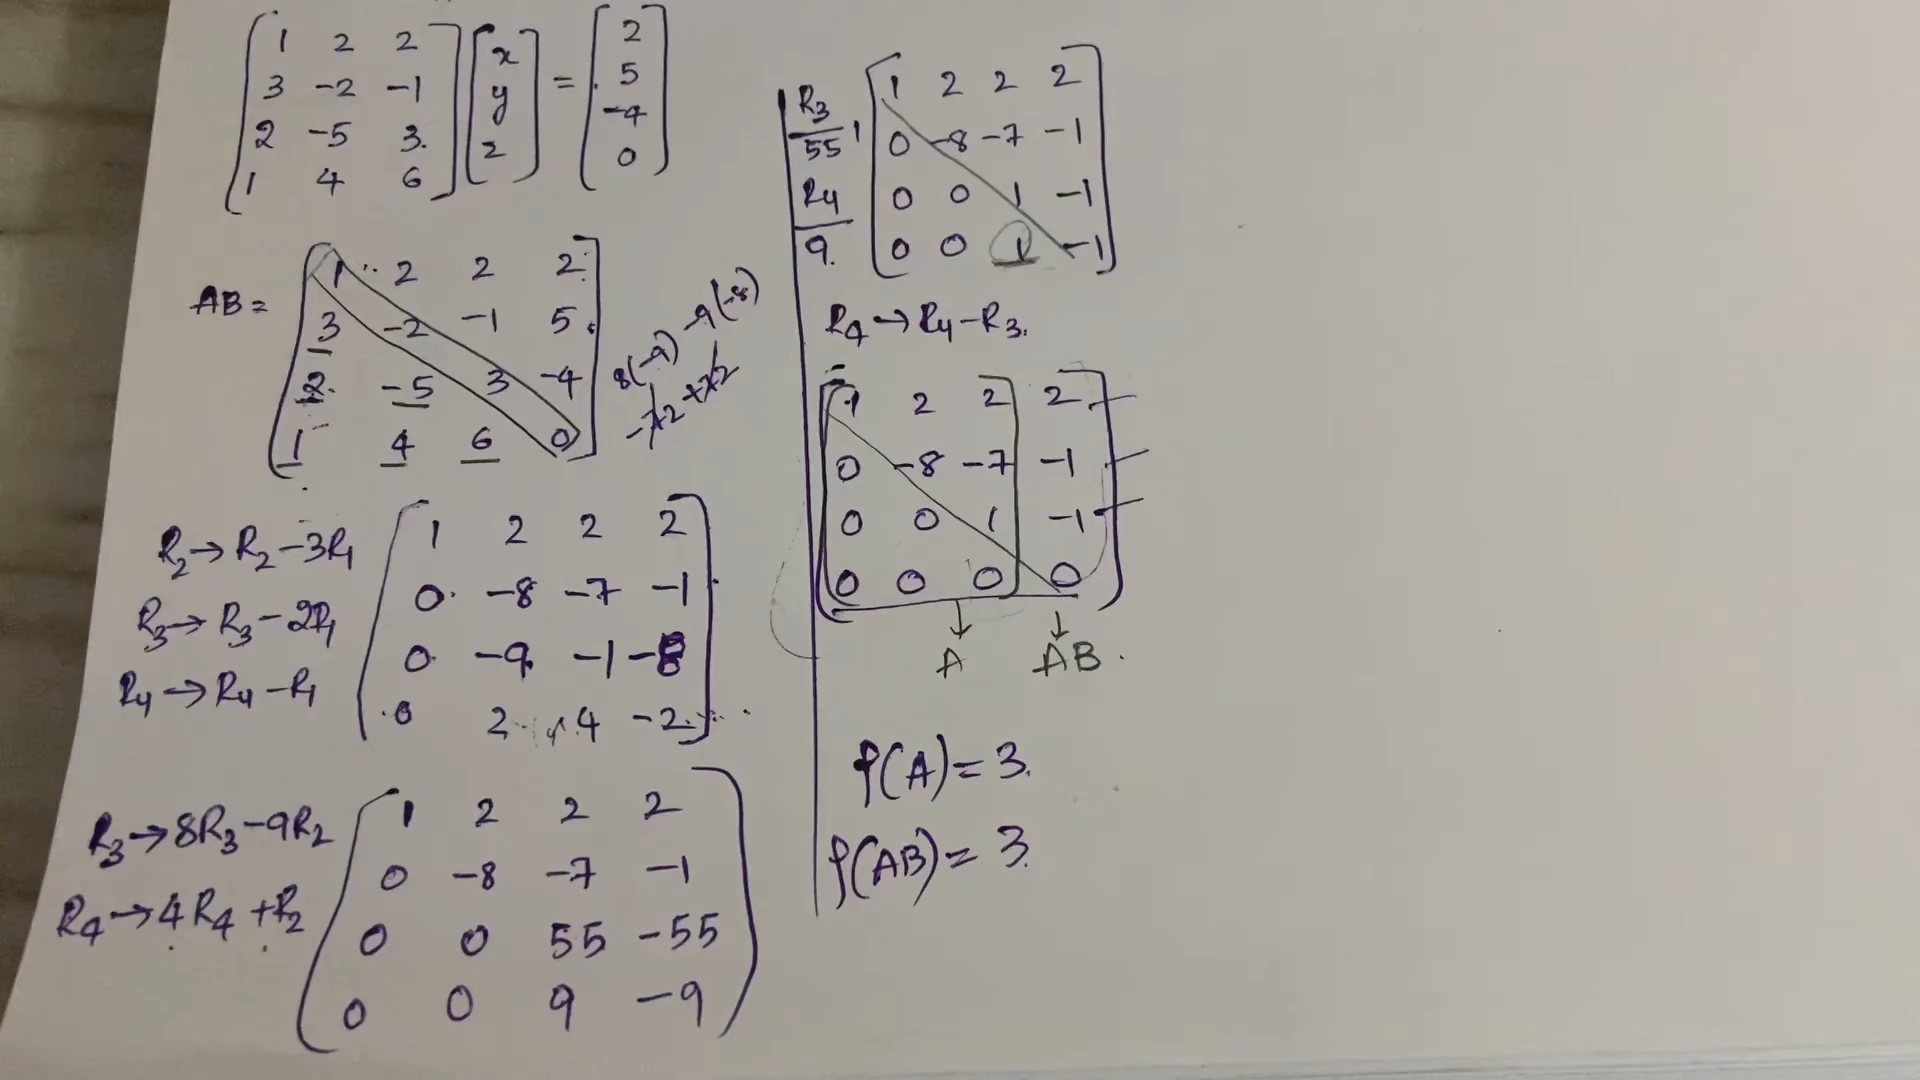 1 2 2 x 2
3 -2 -1 y = 5
2 -5 3. z -4
1 4 6 0
AB = 1 2 2 2
3 -2 -1 5
2. -5 3 -4
1 4 6 0
8(-9) -9(-8)
-72 +72
R2→R2-3R1 1 2 2 2
0 -8 -7 -1
R3→R3-2R1 0 -9 -1 -8
R4→R4-R1 0 2 4 -2
R3→8R3-9R2 1 2 2 2
0 -8 -7 -1
R4→4R4+R2 0 0 55 -55
0 0 9 -9
R3/55, 1 2 2 2
0 -8 -7 -1
R4/9. 0 0 1 -1
0 0 1 -1
R4→R4-R3.
1 2 2 2
0 -8 -7 -1
0 0 1 -1
0 0 0 0
↓ ↓
A AB.
ρ(A)=3.
ρ(AB)=3.